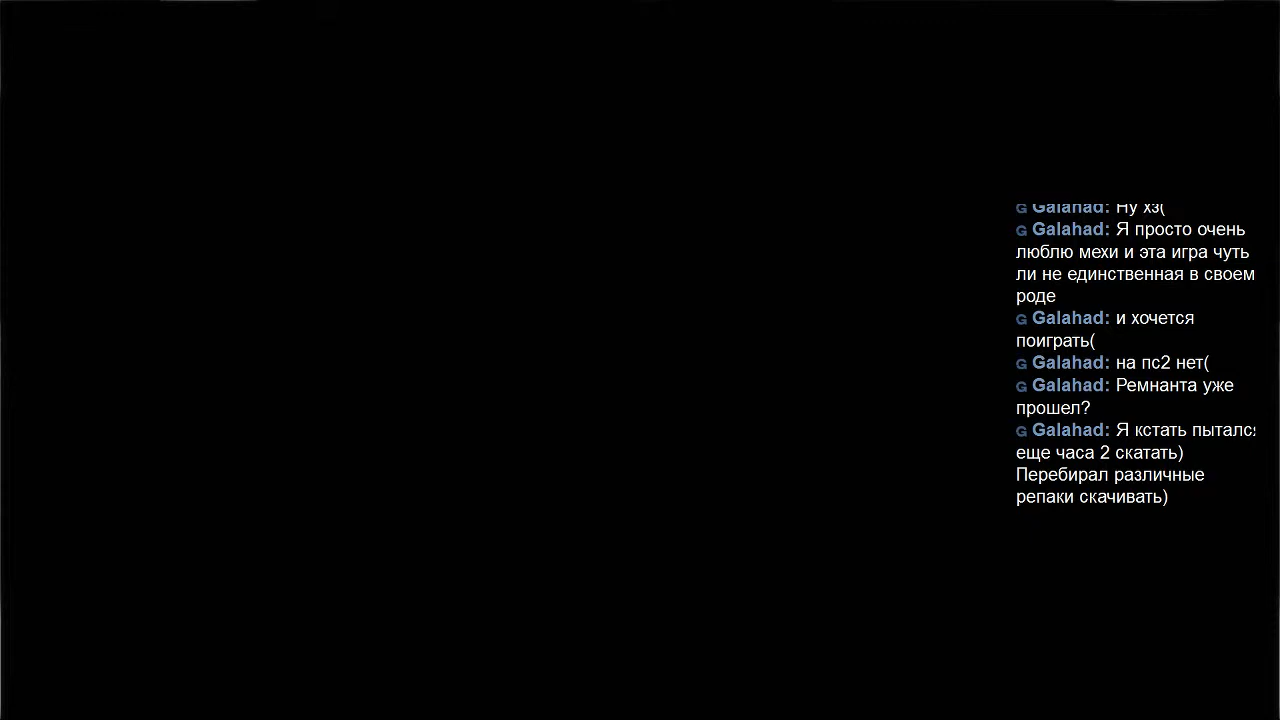 G Galahad: Ну хз(
G Galahad: Я просто очень
люблю мехи и эта игра чуть
ли не единственная в своем
роде
G Galahad: и хочется
поиграть(
G Galahad: на пс2 нет(
G Galahad: Ремнанта уже
прошел?
G Galahad: Я кстать пытался
еще часа 2 скатать)
Перебирал различные
репаки скачивать)